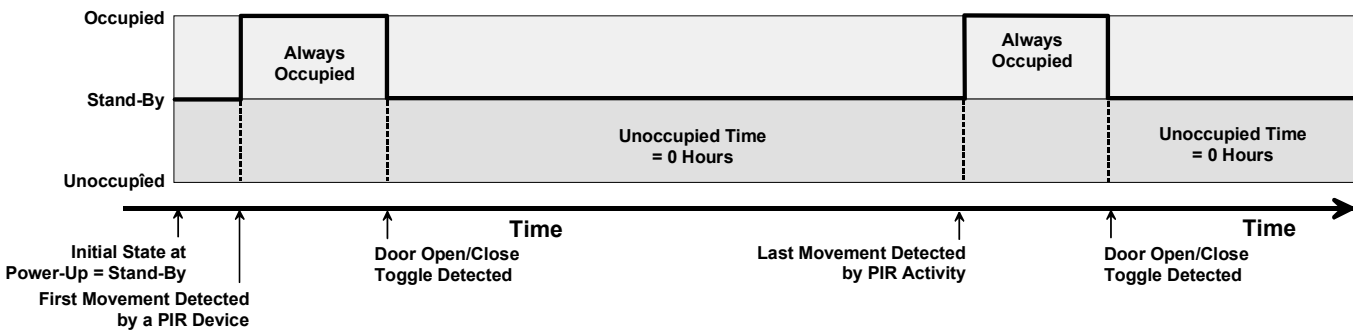 Occupied
Always
Occupied
Always
Occupied
Stand-By
Unoccupied Time
= 0 Hours
Unoccupied Time
= 0 Hours
Unoccupîed
Time
Time
Initial State at
Power-Up = Stand-By
Door Open/Close
Toggle Detected
Last Movement Detected
by PIR Activity
Door Open/Close
Toggle Detected
First Movement Detected
by a PIR Device